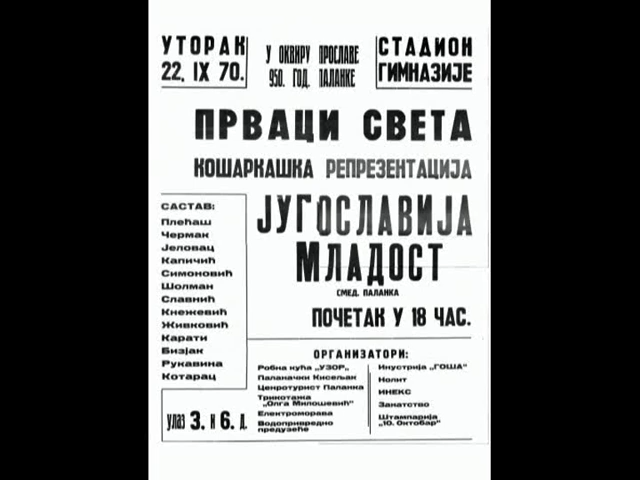 УТОРАК
22. IX 70.
У ОКВИРУ ПРОСЛАВЕ
950. ГОД. ПАЛАНКЕ
СТАДИОН
ГИМНАЗИЈЕ
ПРВАЦИ СВЕТА
КОШАРКАШКА РЕПРЕЗЕНТАЦИЈА
ЈУГОСЛАВИЈА
МЛАДОСТ
СМЕД. ПАЛАНКА
ПОЧЕТАК У 18 ЧАС.
САСТАВ:
Плећаш
Чермак
Јеловац
Капичић
Симоновић
Шолман
Славнић
Кнежевић
Живковић
Карати
Бизјак
Рукавина
Котарац
улаз 3. и 6. д.
ОРГАНИЗАТОРИ:
Робна кућа „УЗОР„
Паланачки Кисељак
Ценротурист Паланка
Трикотажа
„Олга Милошевић"
Електроморава
Водопривредно
предузеће
Инустрија „ГОША"
Нолит
ИНЕКС
Занатство
Штампарија
„10. Октобар"